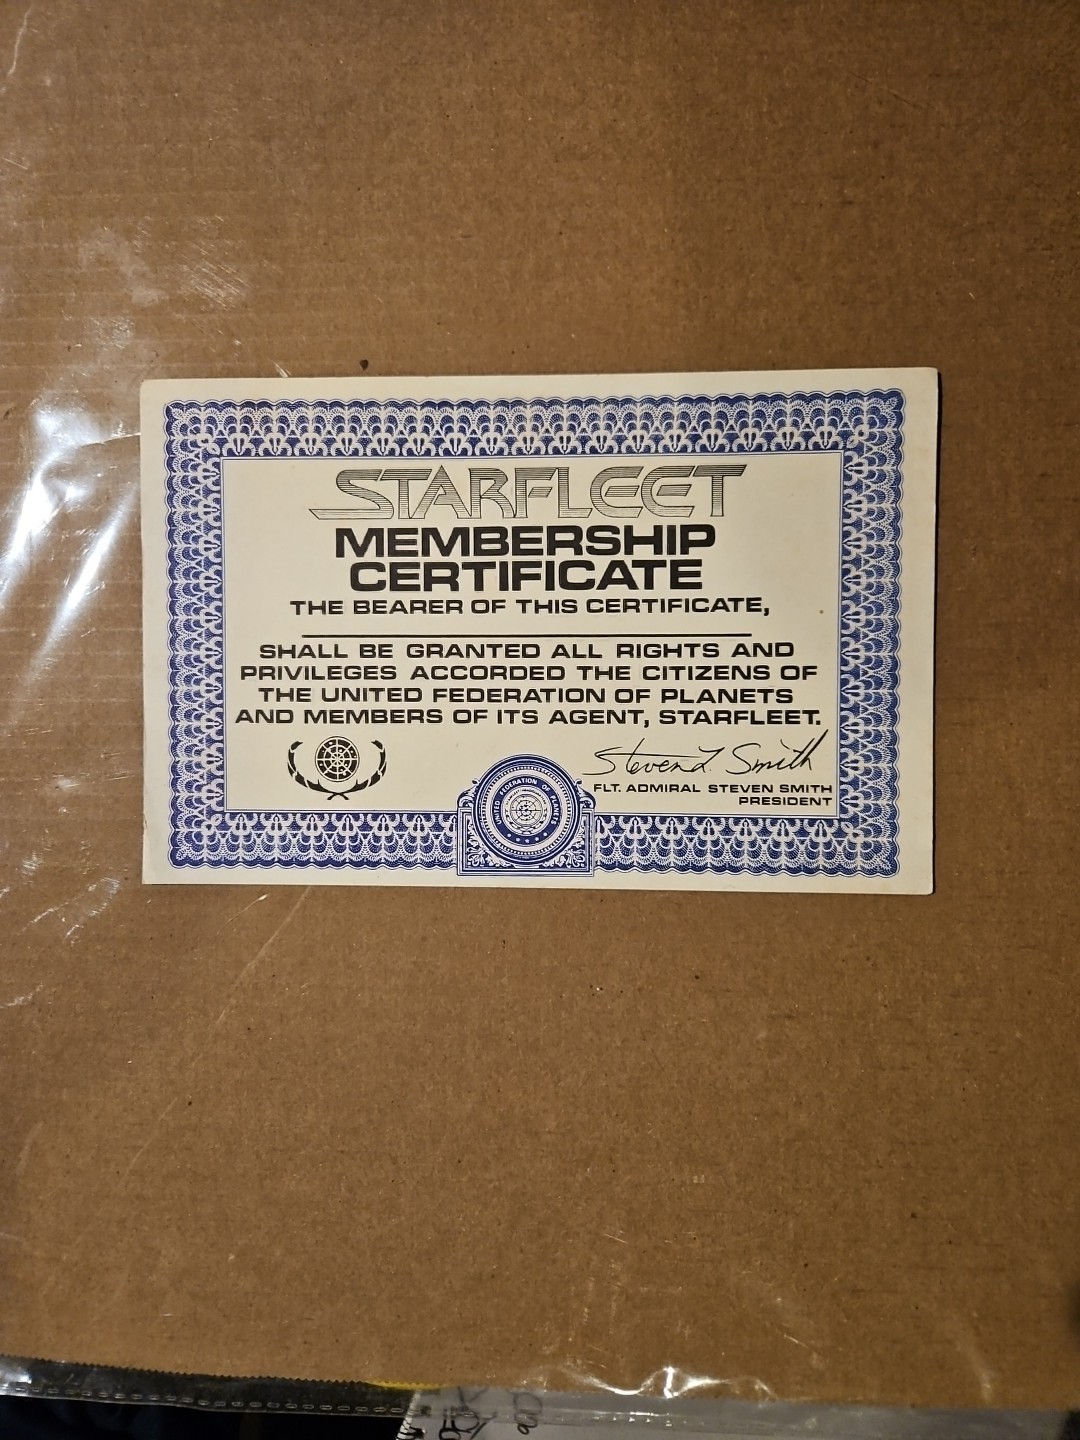 STARFLEET
MEMBERSHIP
CERTIFICATE
THE BEARER OF THIS CERTIFICATE,
SHALL BE GRANTED ALL RIGHTS AND
PRIVILEGES ACCORDED THE CITIZENS OF
THE UNITED FEDERATION OF PLANETS
AND MEMBERS OF ITS AGENT, STARFLEET.
Steven L. Smith
FLT. ADMIRAL STEVEN SMITH
PRESIDENT
UNITED FEDERATION OF PLANETS